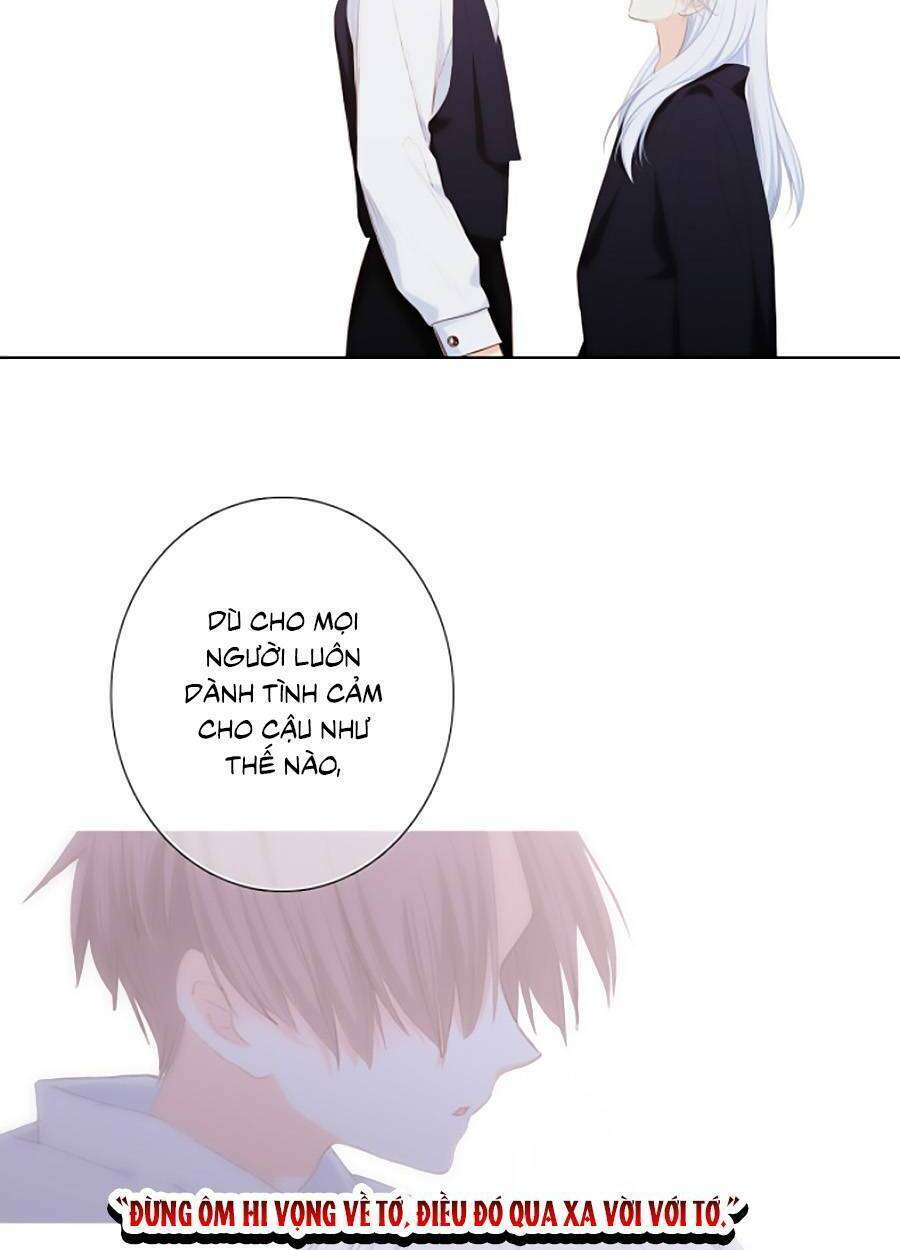 DÙ CHO MỌI
NGƯỜI LUÔN
DÀNH TÌNH CẢM
CHO CẬU NHƯ
THẾ NÀO,
“ĐỪNG ÔM HI VỌNG VỀ TỚ, ĐIỀU ĐÓ QUA XA VỜI VỚI TỚ.”